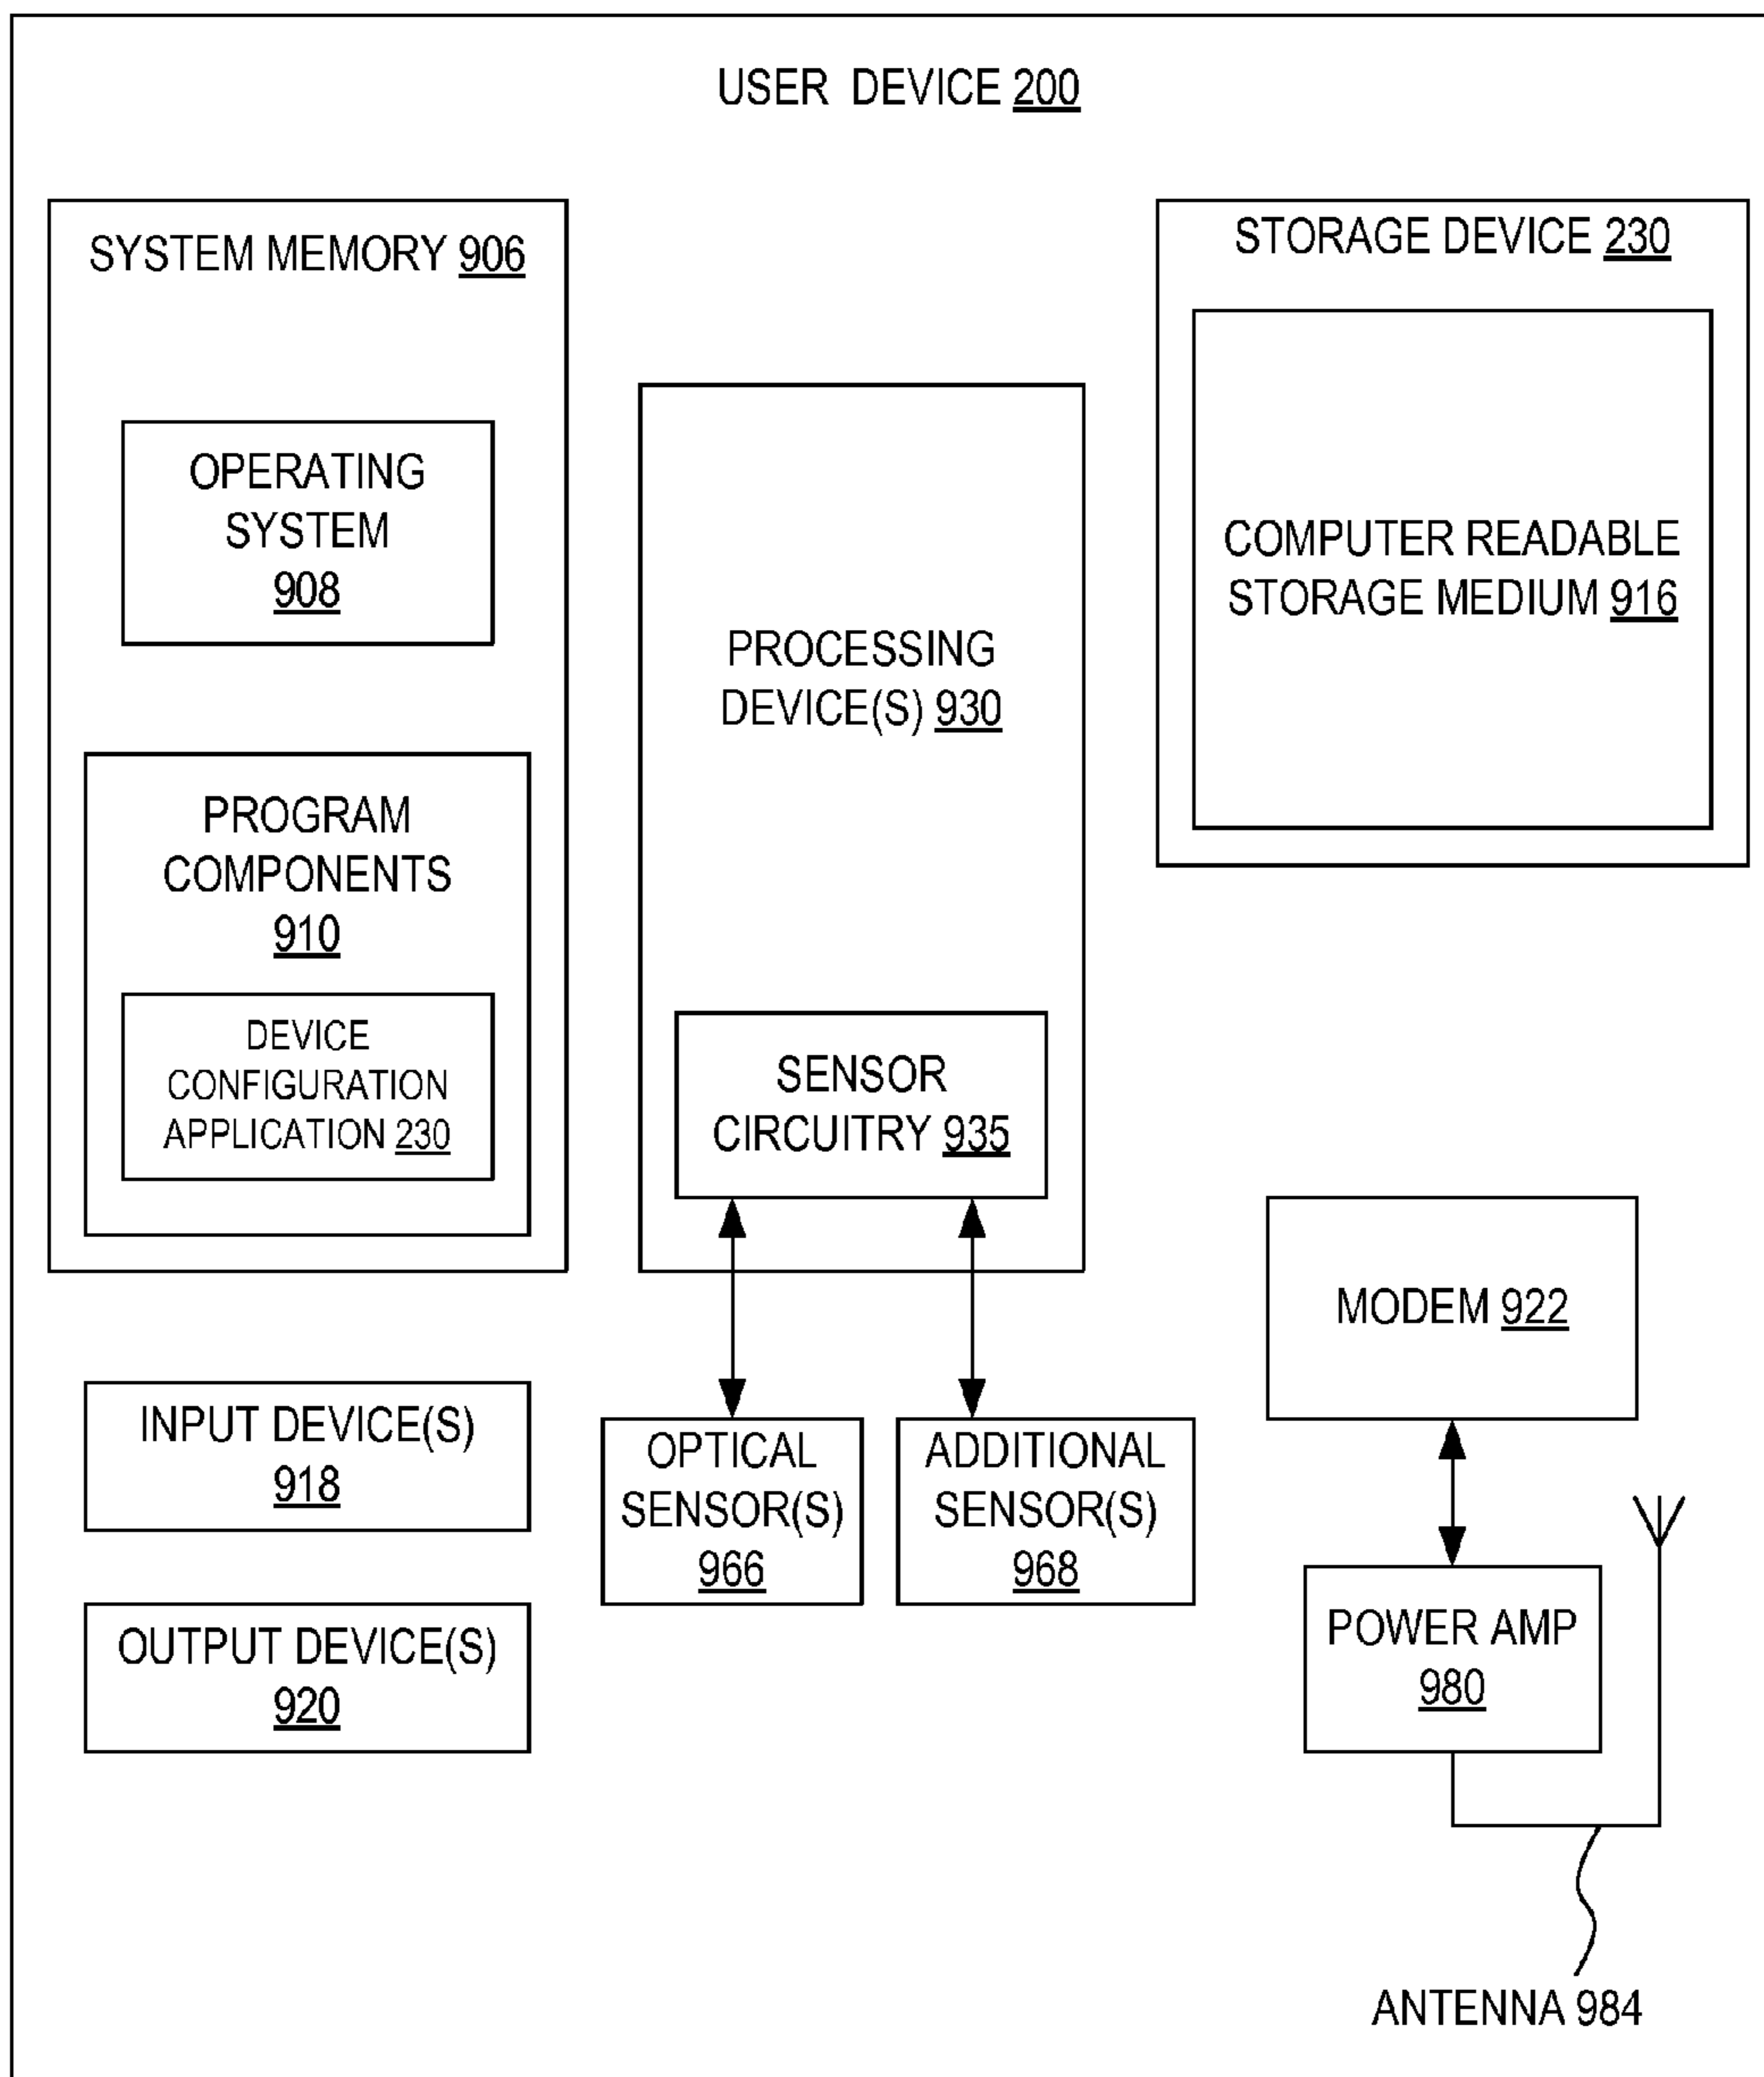 USER DEVICE 200
SYSTEM MEMORY 906
OPERATING
SYSTEM
908
PROGRAM
COMPONENTS
910
DEVICE
CONFIGURATION
APPLICATION 230
PROCESSING
DEVICE(S) 930
SENSOR
CIRCUITRY 935
STORAGE DEVICE 230
COMPUTER READABLE
STORAGE MEDIUM 916
INPUT DEVICE(S)
918
OUTPUT DEVICE(S)
920
OPTICAL
SENSOR(S)
966
ADDITIONAL
SENSOR(S)
968
MODEM 922
POWER AMP
980
ANTENNA 984